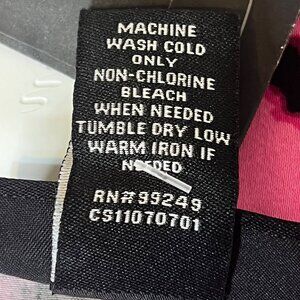 MACHINE
WASH COLD
ONLY
NON-CHLORINE
BLEACH
WHEN NEEDED
TUMBLE DRY LOW
WARM IRON IF
NEEDED
RN#99249
CS11070701